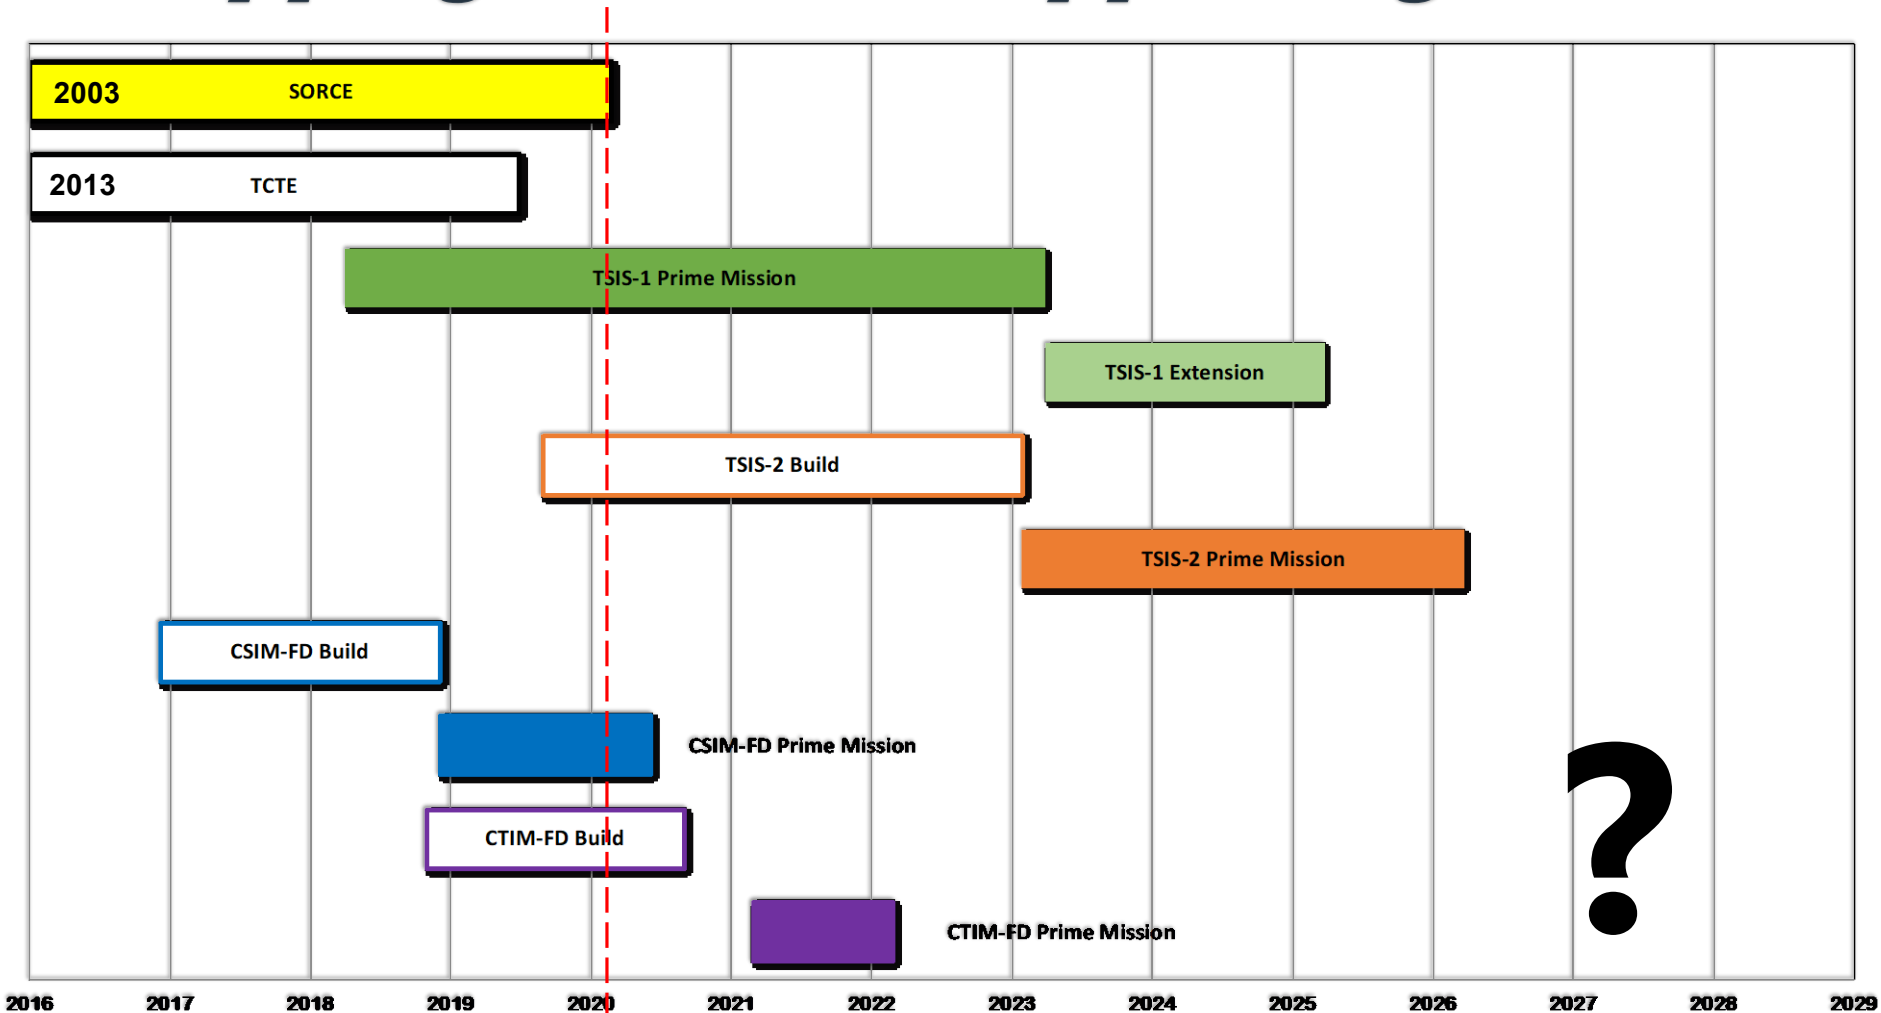 2003 SORCE
2013 TCTE
TSIS-1 Prime Mission
TSIS-1 Extension
TSIS-2 Build
TSIS-2 Prime Mission
CSIM-FD Build
CSIM-FD Prime Mission
CTIM-FD Build
CTIM-FD Prime Mission
?
2016 2017 2018 2019 2020 2021 2022 2023 2024 2025 2026 2027 2028 2029